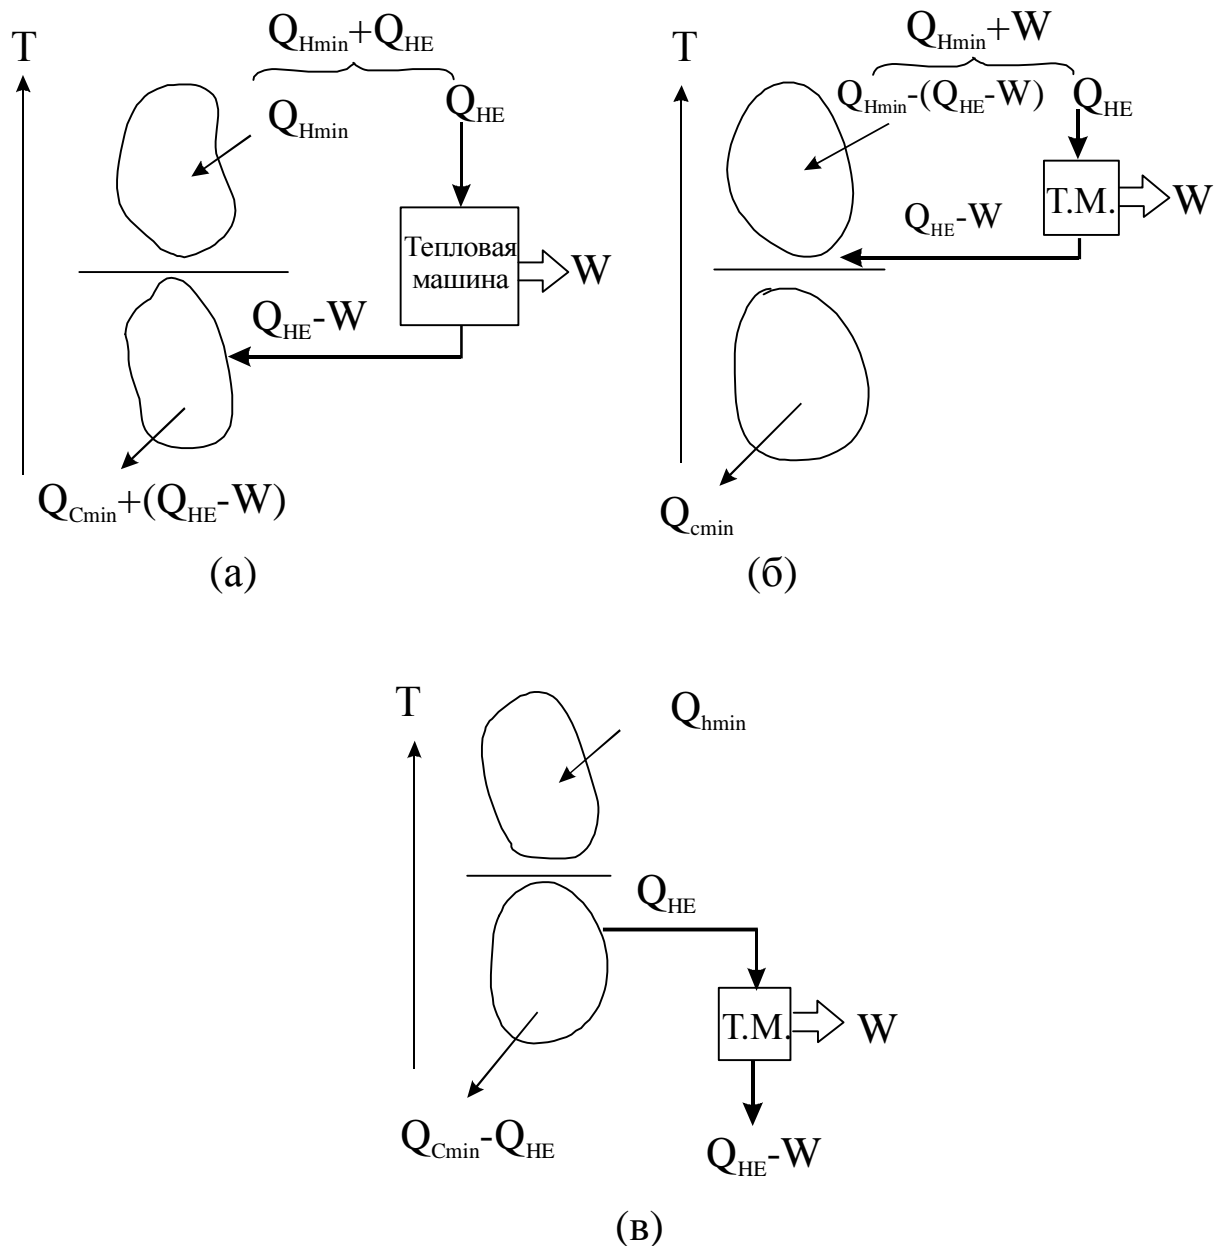 T
Q_Hmin+Q_HE
Q_Hmin
Q_HE
Тепловая
машина
W
Q_HE-W
Q_Cmin+(Q_HE-W)
(а)
T
Q_Hmin+W
Q_Hmin-(Q_HE-W)
Q_HE
Т.М.
W
Q_HE-W
Q_cmin
(б)
T
Q_hmin
Q_HE
Т.М.
W
Q_Cmin-Q_HE
Q_HE-W
(в)